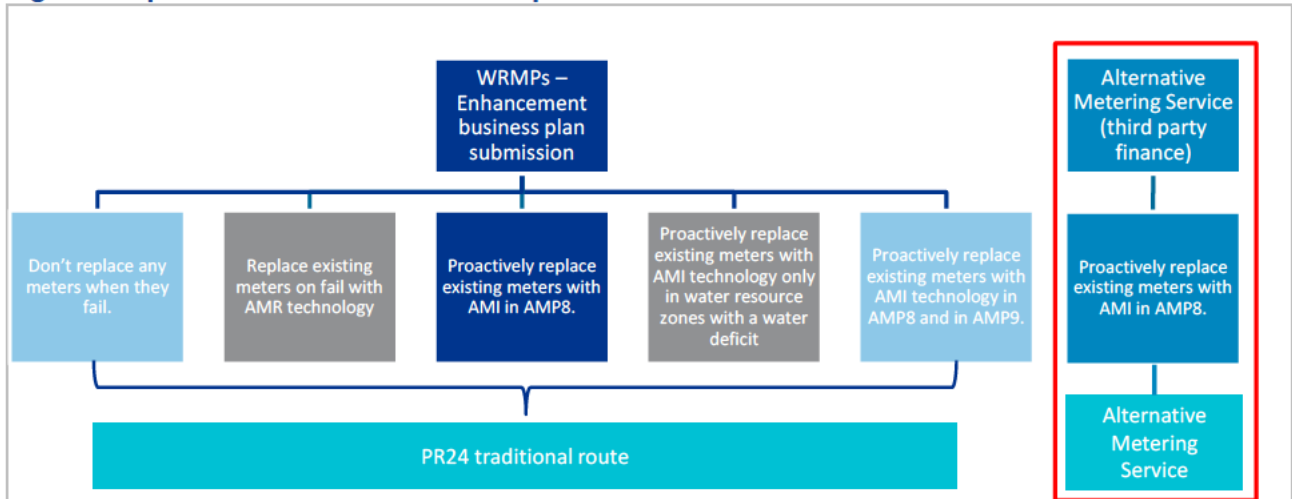 WRMPs –
Enhancement
business plan
submission
Alternative
Metering Service
(third party
finance)
Don't replace any
meters when they
fail.
Replace existing
meters on fail with
AMR technology
Proactively replace
existing meters with
AMI in AMP8.
Proactively replace
existing meters with
AMI technology only
in water resource
zones with a water
deficit
Proactively replace
existing meters with
AMI technology in
AMP8 and in AMP9.
Proactively replace
existing meters with
AMI in AMP8.
PR24 traditional route
Alternative
Metering
Service